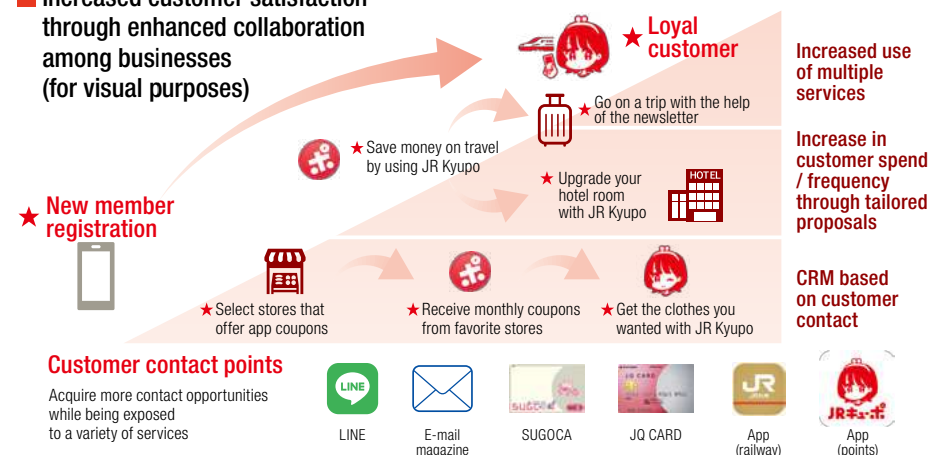 Increased customer satisfaction
through enhanced collaboration
among businesses
(for visual purposes)
★ Loyal
customer
Increased use
of multiple
services
★ Go on a trip with the help
of the newsletter
★ Save money on travel
by using JR Kyupo
ポ
Increase in
customer spend
/ frequency
through tailored
proposals
★ Upgrade your
hotel room
with JR Kyupo
HOTEL
★ New member
registration
ポ
CRM based
on customer
contact
★ Select stores that
offer app coupons
★ Receive monthly coupons
from favorite stores
★ Get the clothes you
wanted with JR Kyupo
Customer contact points
Acquire more contact opportunities
while being exposed
to a variety of services
LINE
SUGOCA
JQ CARD
JR
JRキューポ
LINE
E-mail
magazine
SUGOCA
JQ CARD
App
(railway)
App
(points)